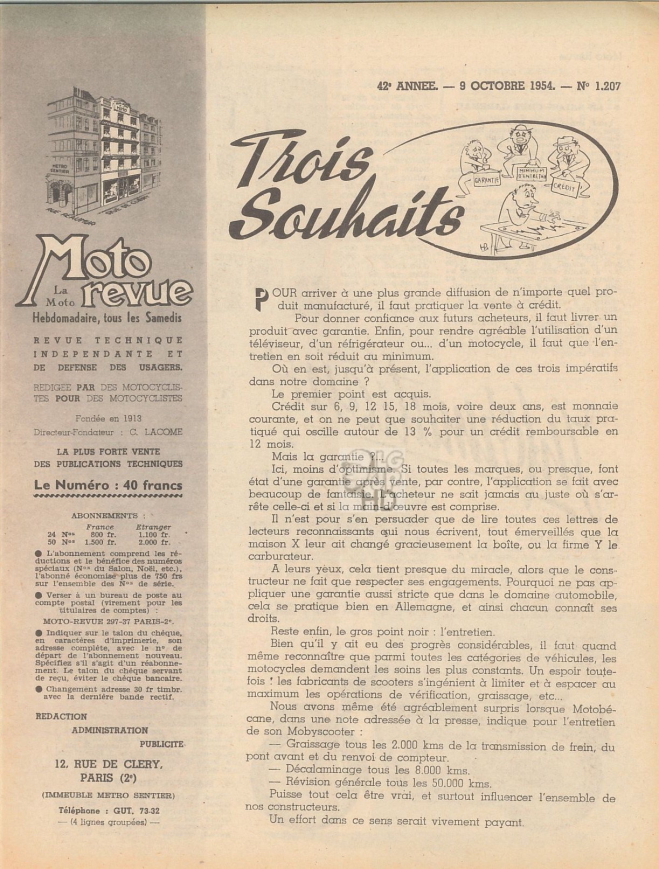 42e ANNEE. — 9 OCTOBRE 1954. — No 1.207
METRO SENTIER
RUE REAUMUR
RUE DE CLERY
Moto
La
Moto revue
Hebdomadaire, tous les Samedis
REVUE TECHNIQUE
INDEPENDANTE ET
DE DEFENSE DES USAGERS.
REDIGEE PAR DES MOTOCYCLIS-
TES POUR DES MOTOCYCLISTES
Fondée en 1913
Directeur-Fondateur : C. LACOME
LA PLUS FORTE VENTE
DES PUBLICATIONS TECHNIQUES
Le Numéro : 40 francs
ABONNEMENTS :
France Etranger
24 Nos 800 fr. 1.100 fr.
50 Nos 1.500 fr. 2.000 fr.
● L'abonnement comprend les ré-
ductions et le bénéfice des numéros
spéciaux (Nos du Salon, Noël, etc.),
l'abonné économise plus de 750 frs
sur l'ensemble des Nos de série.
● Verser à un bureau de poste au
compte postal (virement pour les
titulaires de comptes) :
MOTO-REVUE 297-37 PARIS-2e.
● Indiquer sur le talon du chèque,
en caractères d'imprimerie, son
adresse complète, avec le no de
départ de l'abonnement nouveau.
Spécifiez s'il s'agit d'un réabonne-
ment. Le talon du chèque servant
de reçu, éviter le chèque bancaire.
● Changement adresse 30 fr timbr.
avec la dernière bande rectif.
REDACTION
ADMINISTRATION
PUBLICITE
12, RUE DE CLERY,
PARIS (2e)
(IMMEUBLE METRO SENTIER)
Téléphone : GUT. 73-32
— (4 lignes groupées) —
Trois
Souhaits
GARANTIE
MINIMUM
D'ENTRETIEN
CREDIT
POUR arriver à une plus grande diffusion de n'importe quel pro-
duit manufacturé, il faut pratiquer la vente à crédit.
Pour donner confiance aux futurs acheteurs, il faut livrer un
produit avec garantie. Enfin, pour rendre agréable l'utilisation d'un
téléviseur, d'un réfrigérateur ou... d'un motocycle, il faut que l'en-
tretien en soit réduit au minimum.
Où en est, jusqu'à présent, l'application de ces trois impératifs
dans notre domaine ?
Le premier point est acquis.
Crédit sur 6, 9, 12 15, 18 mois, voire deux ans, est monnaie
courante, et on ne peut que souhaiter une réduction du taux pra-
tiqué qui oscille autour de 13 % pour un crédit remboursable en
12 mois.
Mais la garantie ?
Ici, moins d'optimisme. Si toutes les marques, ou presque, font
état d'une garantie vente, par contre, l'application se fait avec
beaucoup de fantaisie. L'acheteur ne sait jamais au juste où s'ar-
rête celle-ci et si la main-d'œuvre est comprise.
Il n'est pour s'en persuader que de lire toutes ces lettres de
lecteurs reconnaissants qui nous écrivent, tout émerveillés que la
maison X leur ait changé gracieusement la boîte, ou la firme Y le
carburateur.
A leurs yeux, cela tient presque du miracle, alors que le cons-
tructeur ne fait que respecter ses engagements. Pourquoi ne pas ap-
pliquer une garantie aussi stricte que dans le domaine automobile,
cela se pratique bien en Allemagne, et ainsi chacun connaît ses
droits.
Reste enfin, le gros point noir : l'entretien.
Bien qu'il y ait eu des progrès considérables, il faut quand
même reconnaître que parmi toutes les catégories de véhicules, les
motocycles demandent les soins les plus constants. Un espoir toute-
fois : les fabricants de scooters s'ingénient à limiter et à espacer au
maximum les opérations de vérification, graissage, etc...
Nous avons même été agréablement surpris lorsque Motobé-
cane, dans une note adressée à la presse, indique pour l'entretien
de son Mobyscooter :
— Graissage tous les 2.000 kms de la transmission de frein, du
pont avant et du renvoi de compteur.
— Décalaminage tous les 8.000 kms.
— Révision générale tous les 50.000 kms.
Puisse tout cela être vrai, et surtout influencer l'ensemble de
nos constructeurs.
Un effort dans ce sens serait vivement payant.